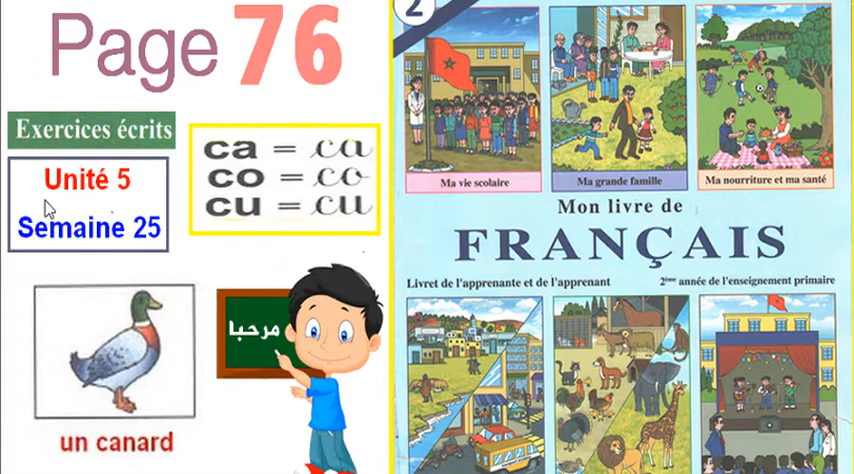 Page 76
Exercices écrits
Unité 5
Semaine 25
ca = ca
co = co
cu = cu
un canard
مرحبا
2
Ma vie scolaire
Ma grande famille
Ma nourriture et ma santé
Mon livre de
FRANÇAIS
Livret de l'apprenante et de l'apprenant
2ème année de l'enseignement primaire